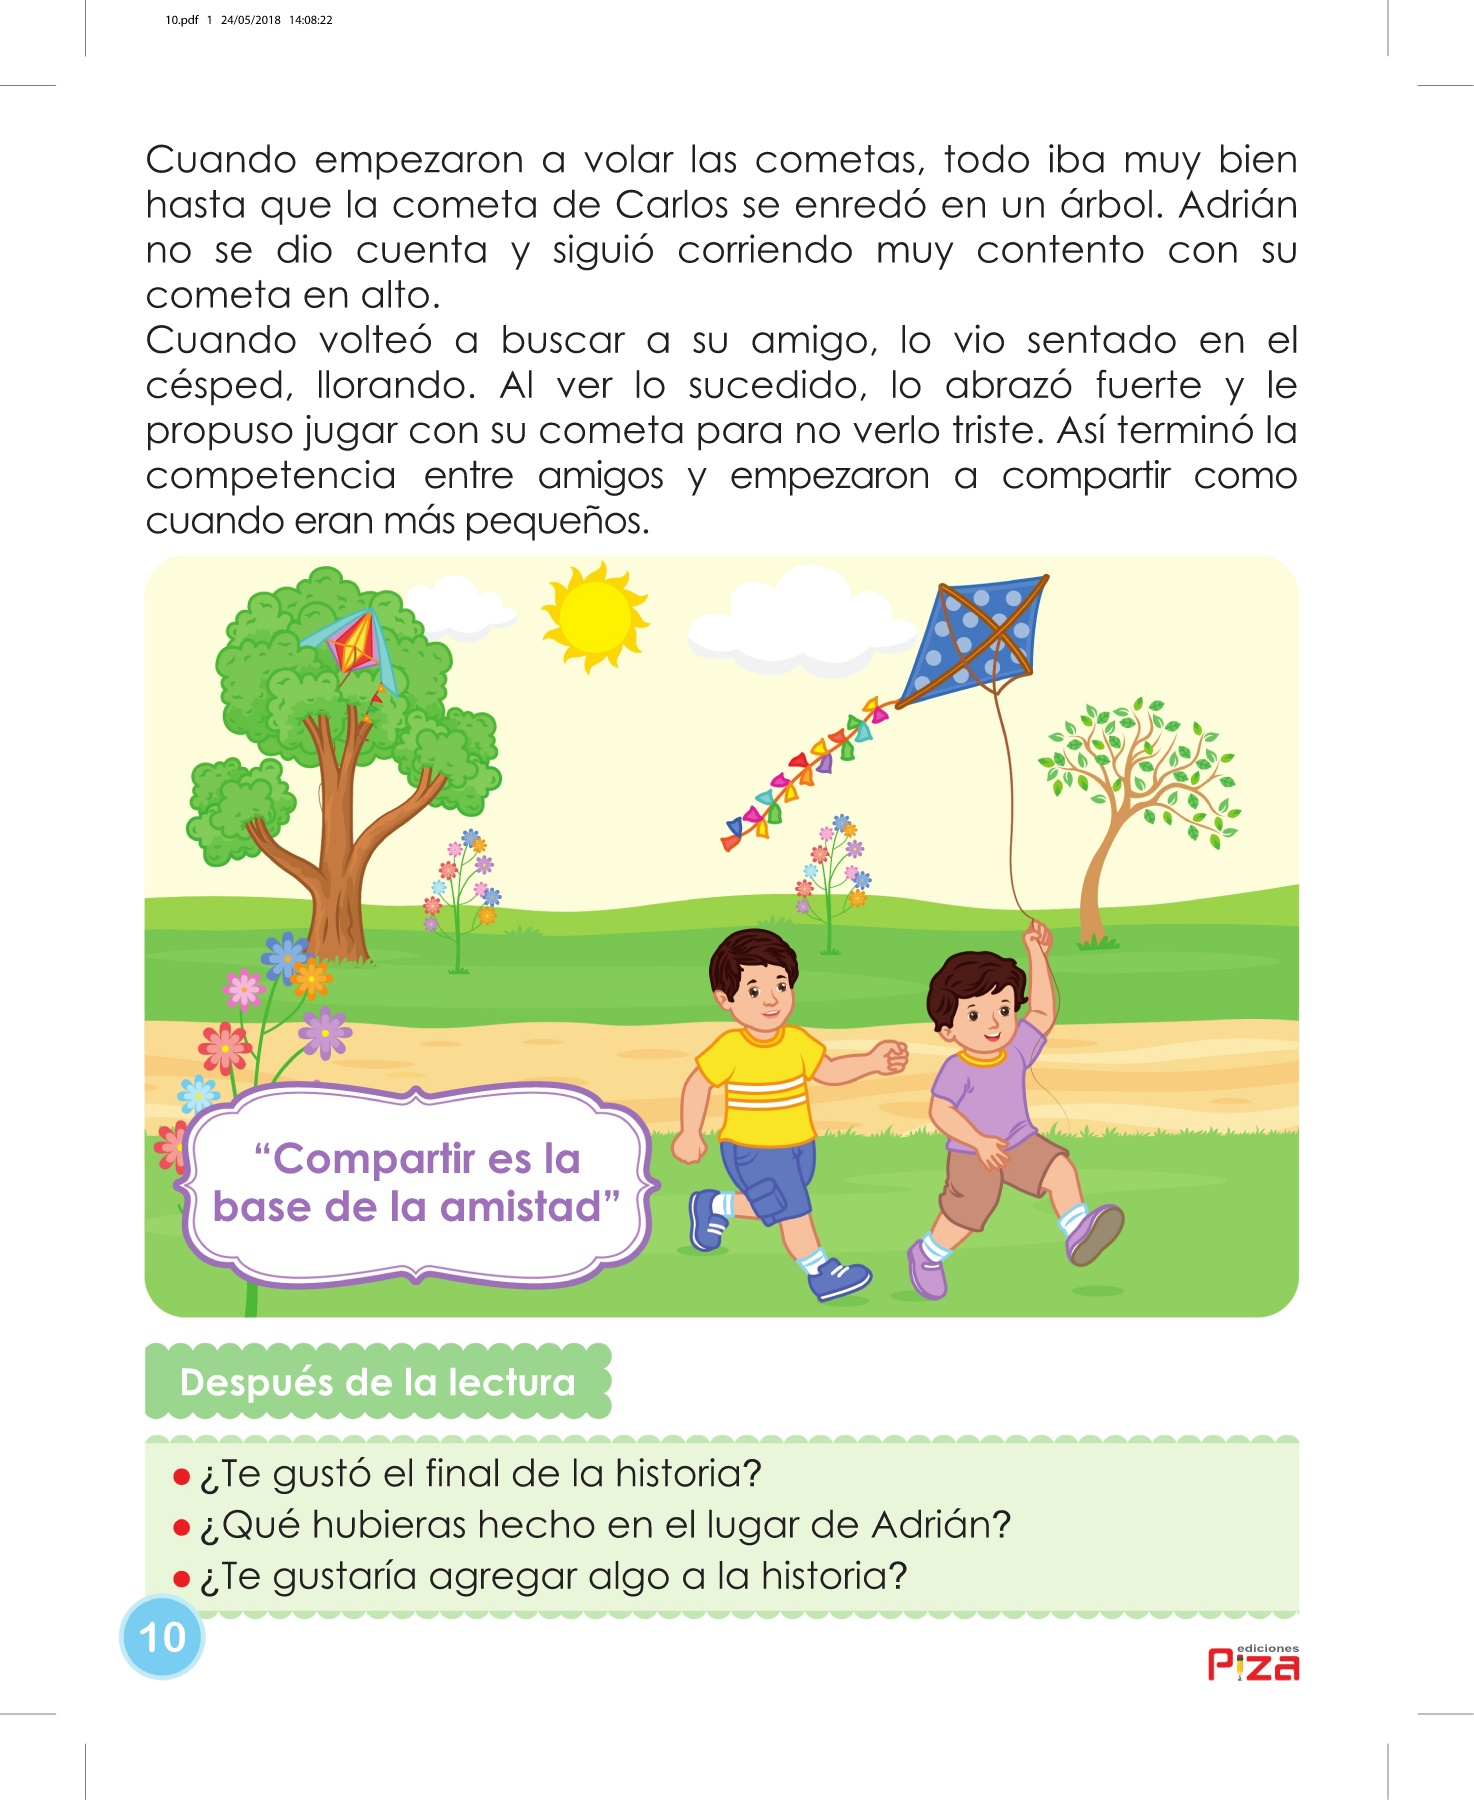 10.pdf 1 24/05/2018 14:08:22
Cuando empezaron a volar las cometas, todo iba muy bien
hasta que la cometa de Carlos se enredó en un árbol. Adrián
no se dio cuenta y siguió corriendo muy contento con su
cometa en alto.
Cuando volteó a buscar a su amigo, lo vio sentado en el
césped, llorando. Al ver lo sucedido, lo abrazó fuerte y le
propuso jugar con su cometa para no verlo triste. Así terminó la
competencia entre amigos y empezaron a compartir como
cuando eran más pequeños.
“Compartir es la
base de la amistad”
Después de la lectura
• ¿Te gustó el final de la historia?
• ¿Qué hubieras hecho en el lugar de Adrián?
• ¿Te gustaría agregar algo a la historia?
10
ediciones
Piza